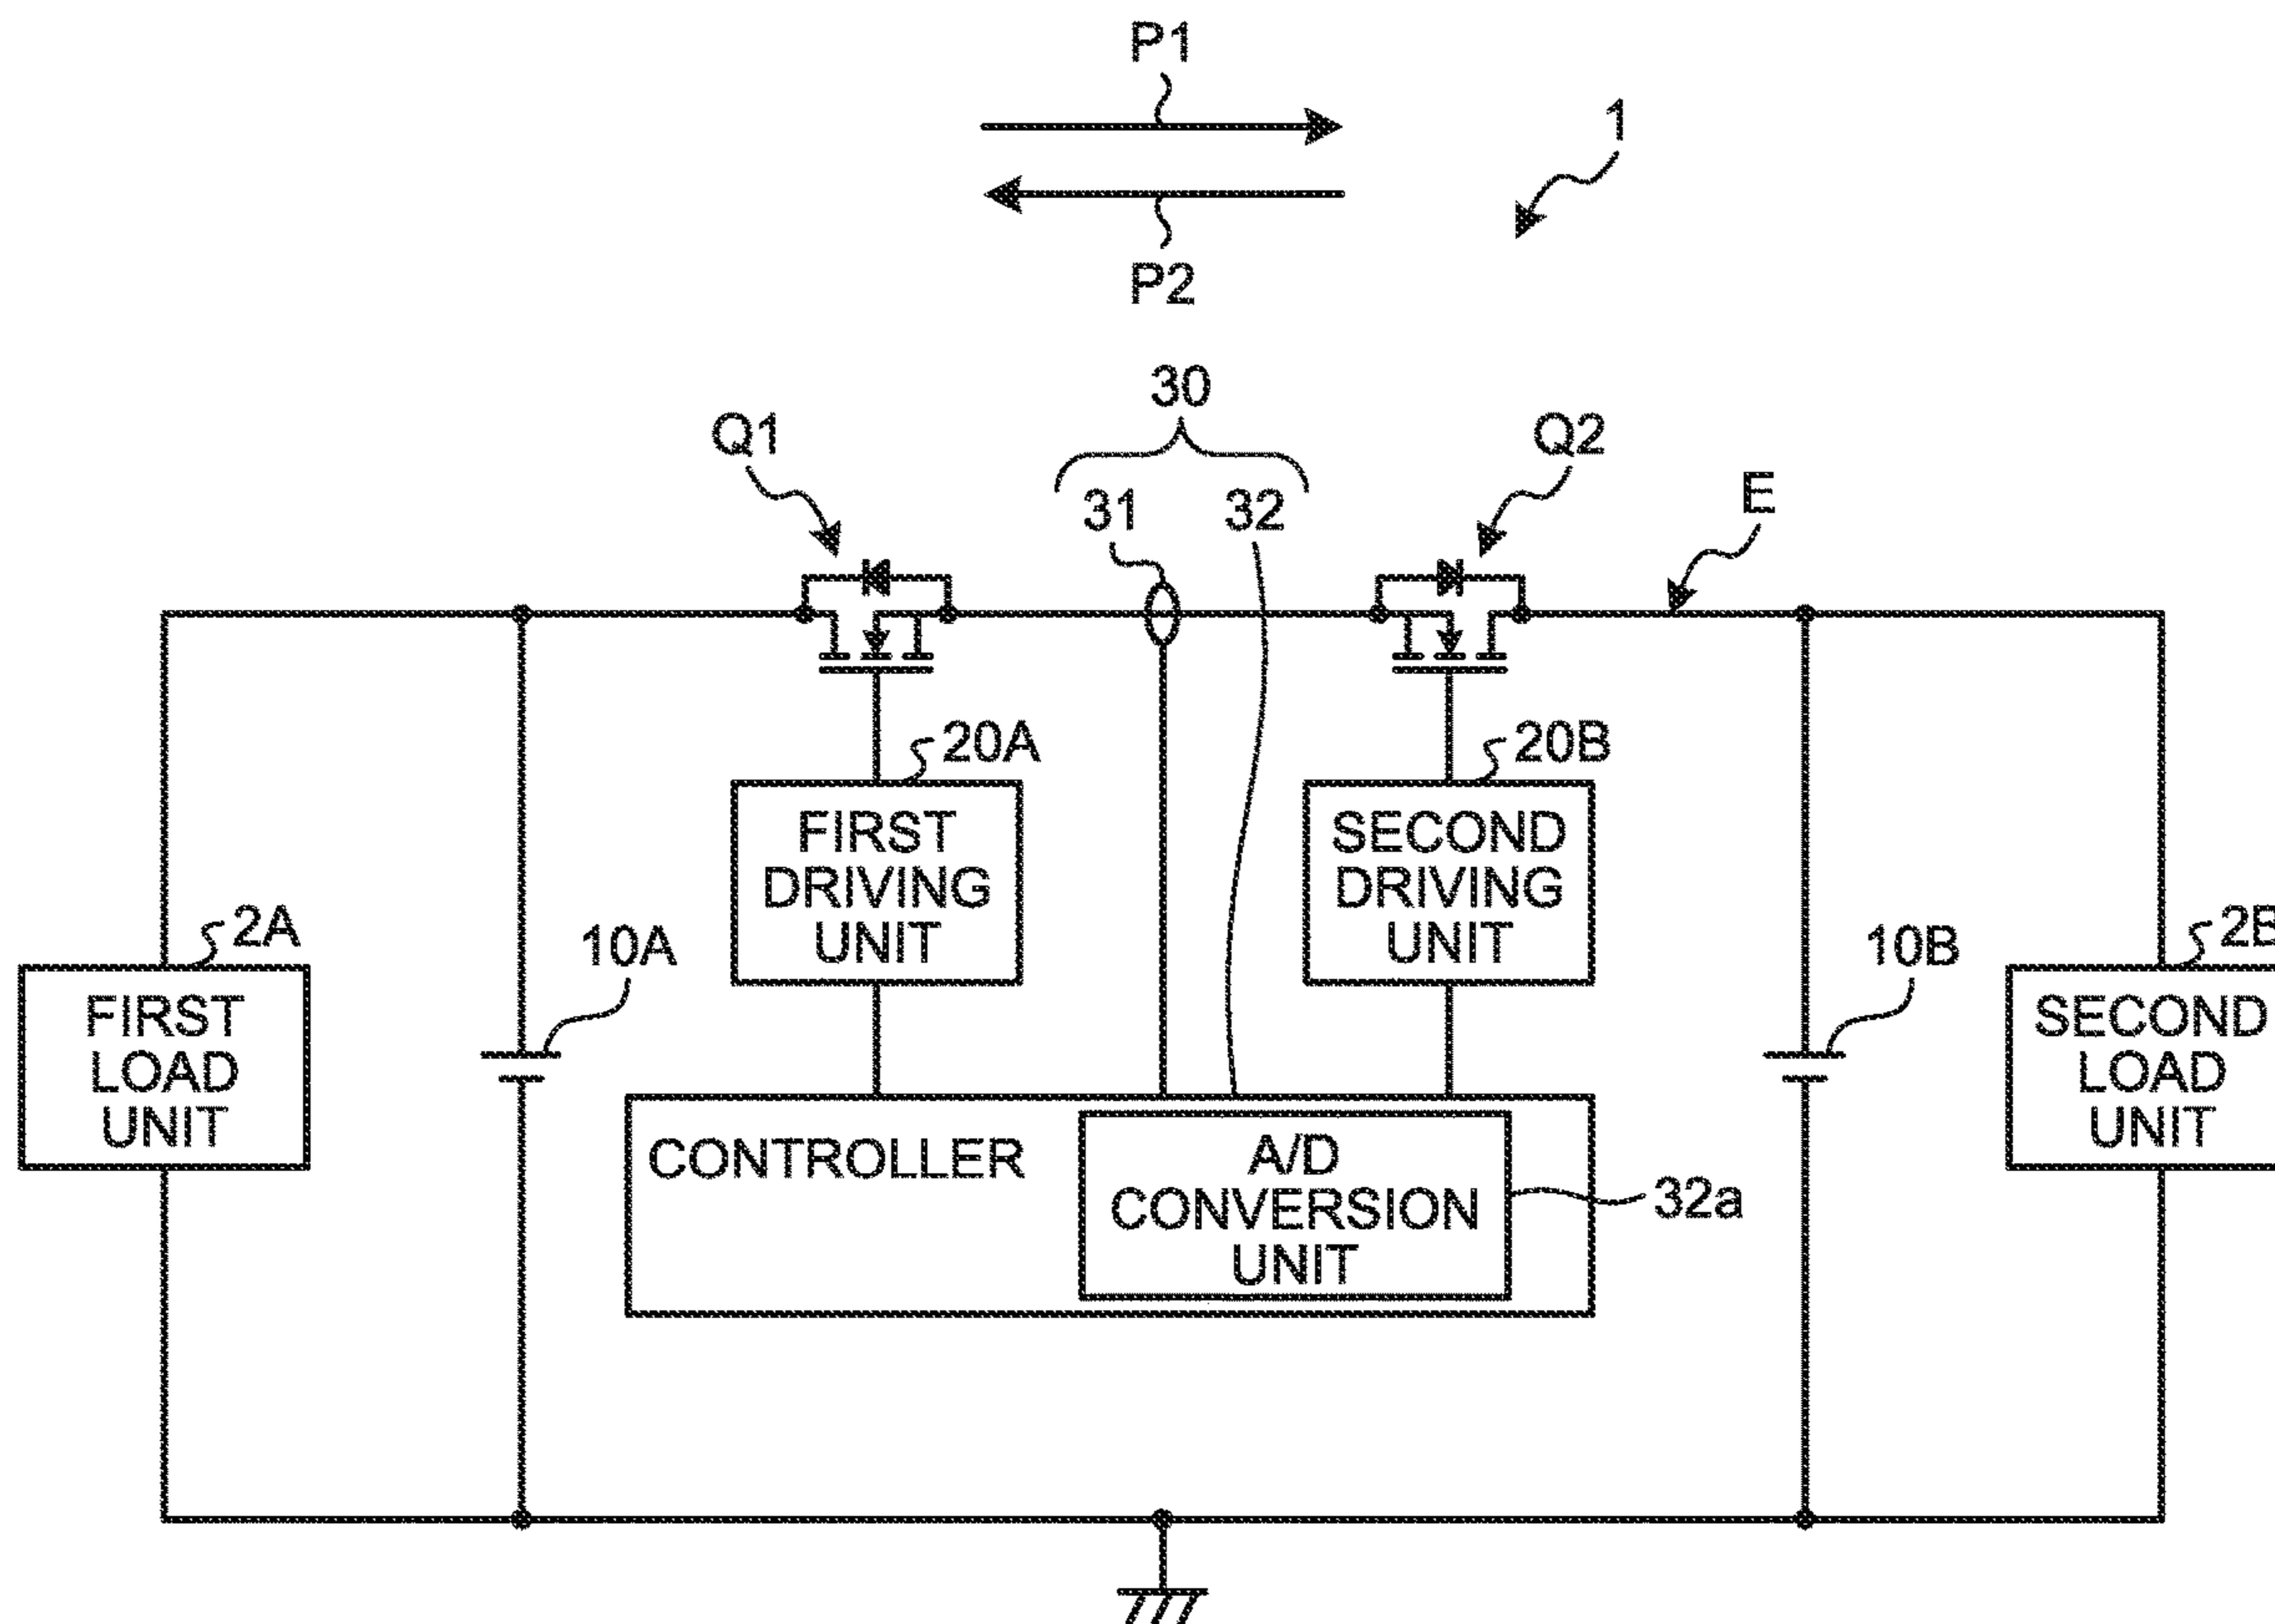 P1
1
P2
30
Q1
Q2
31
32
E
20A
20B
FIRST
DRIVING
UNIT
SECOND
DRIVING
UNIT
2A
10A
10B
2B
FIRST
LOAD
UNIT
SECOND
LOAD
UNIT
CONTROLLER
A/D
CONVERSION
UNIT
32a